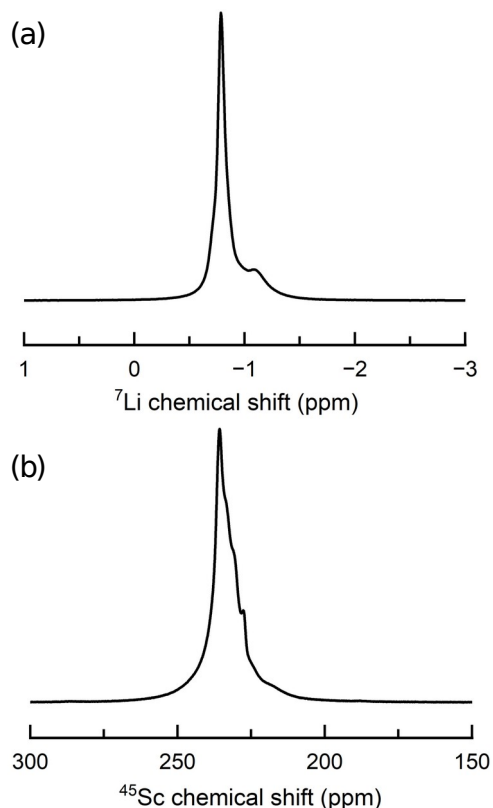 (a)
1 0 −1 −2 −3
⁷Li chemical shift (ppm)
(b)
300 250 200 150
⁴⁵Sc chemical shift (ppm)